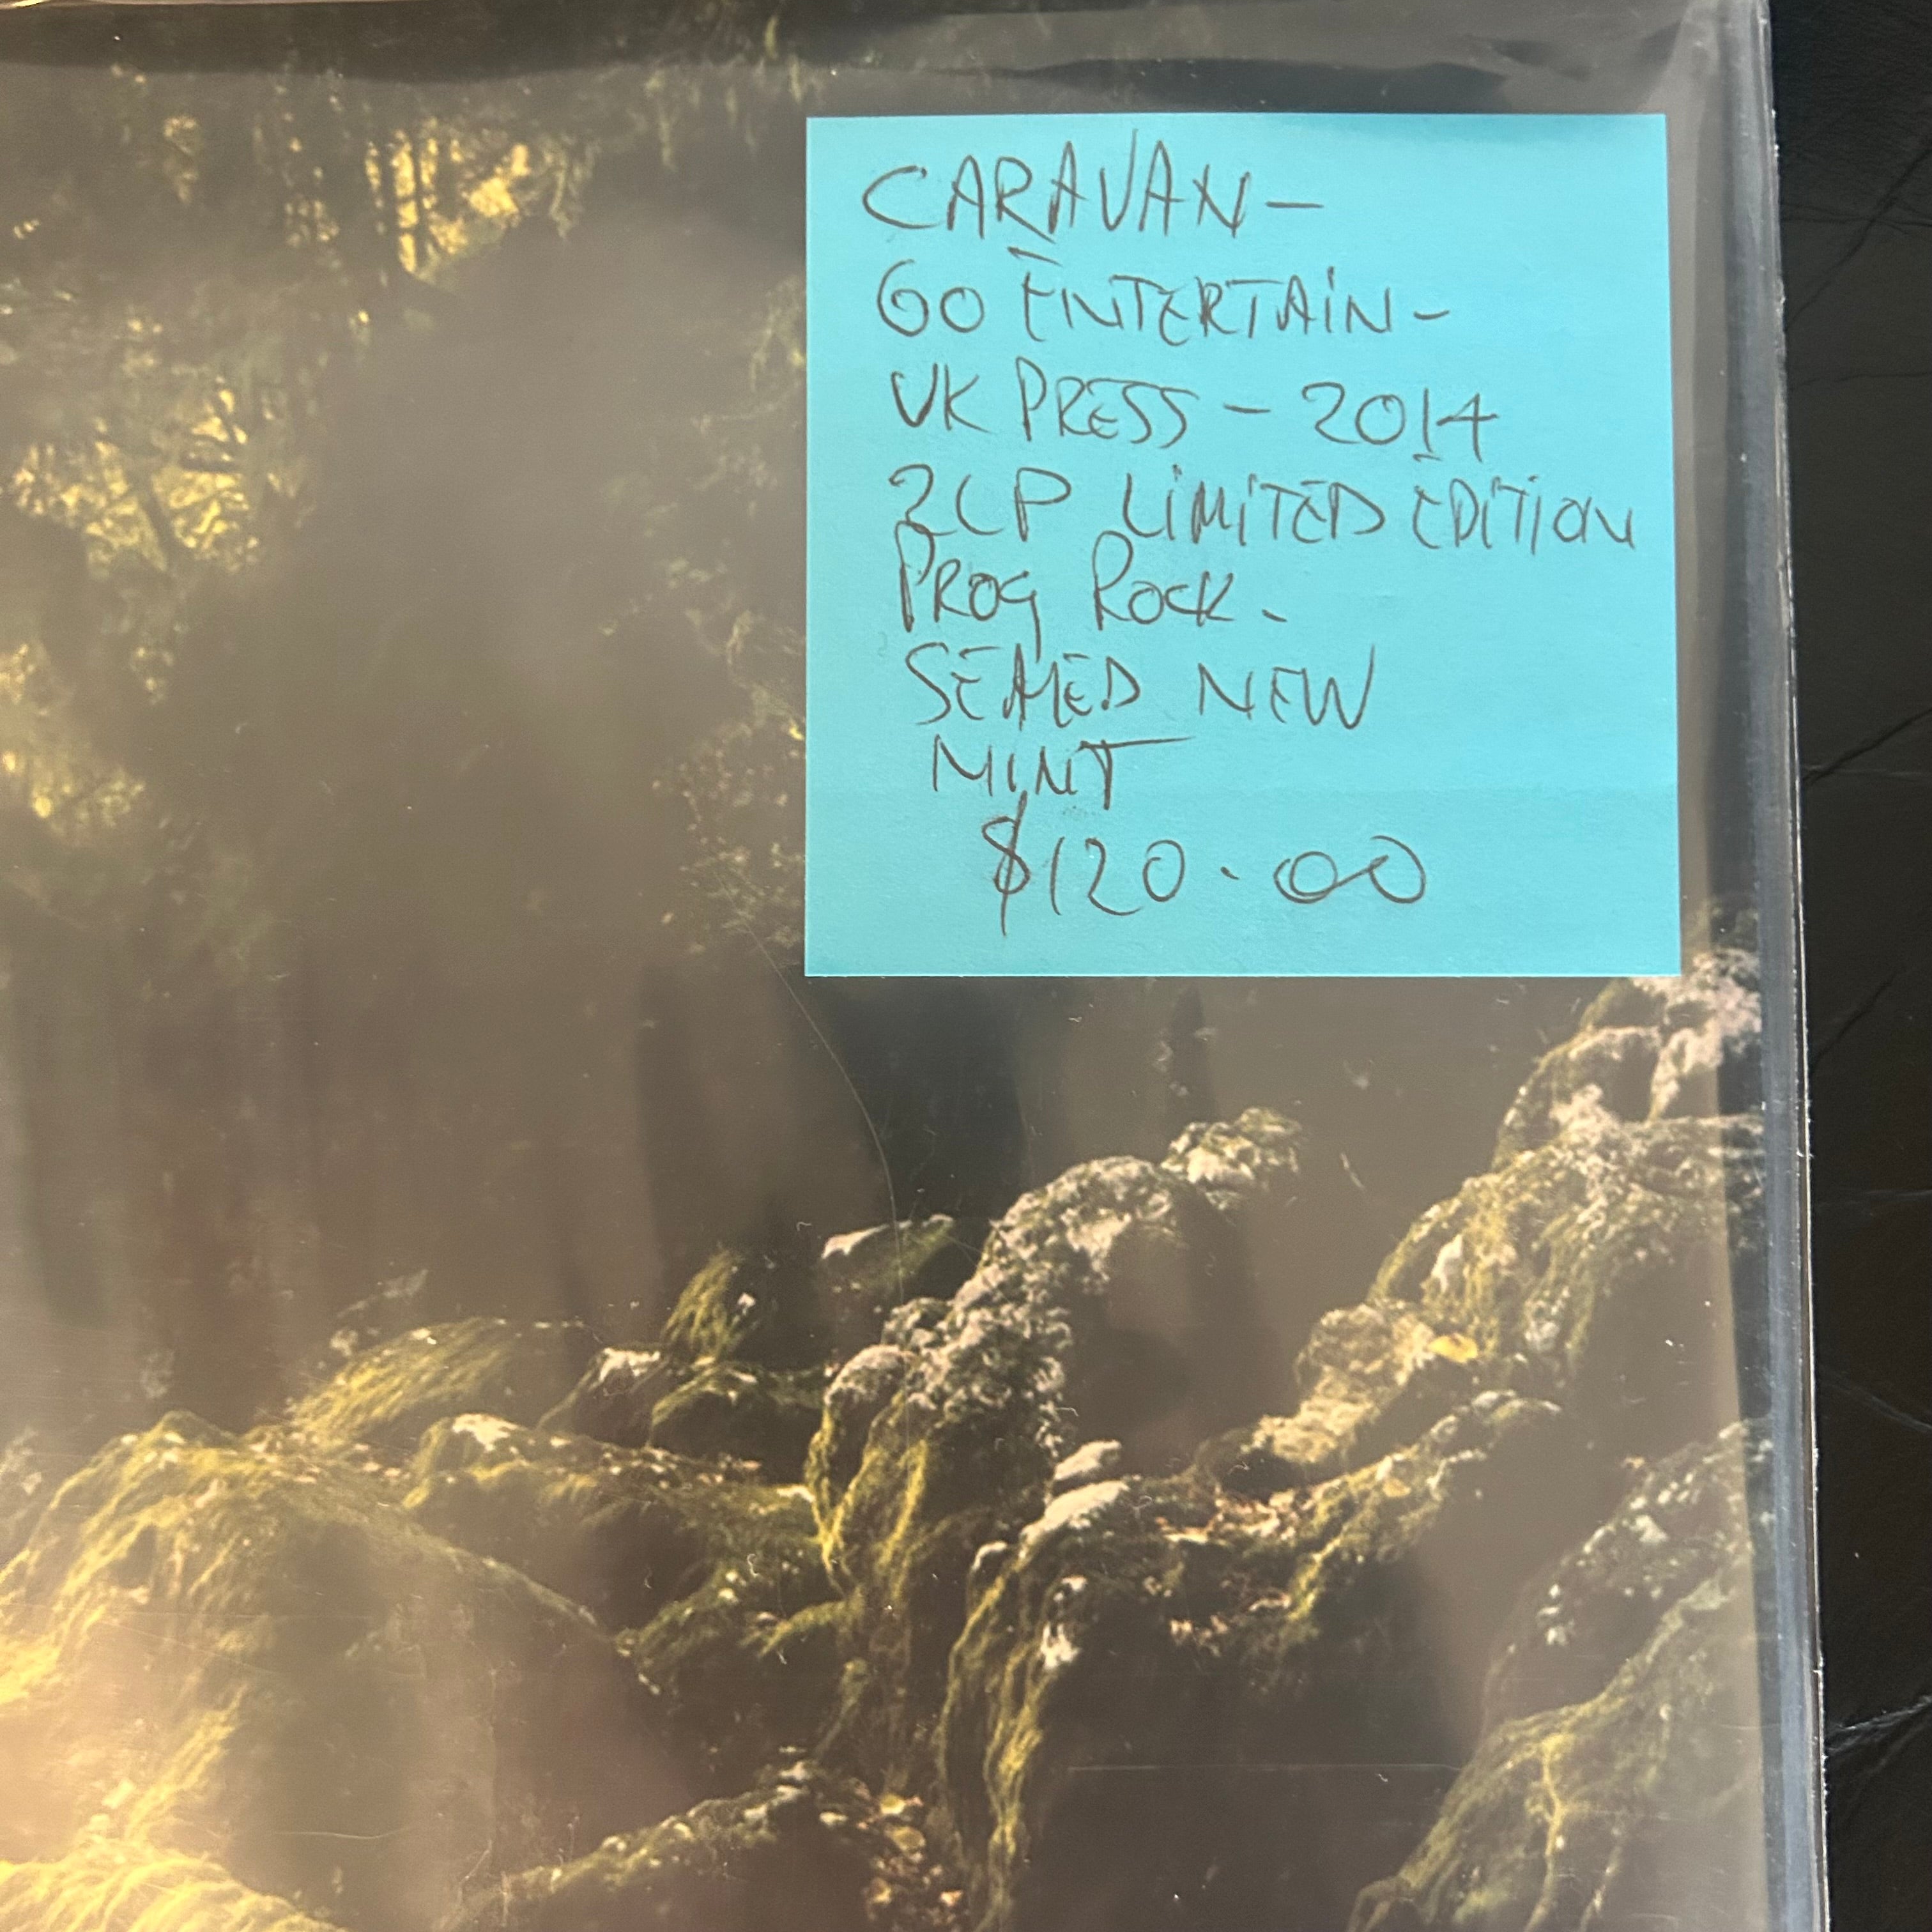 CARAVAN-
GO ENTERTAIN-
UK PRESS - 2014
2LP LIMITED EDITION
PROG ROCK.
SEALED NEW
MINT
$120.00